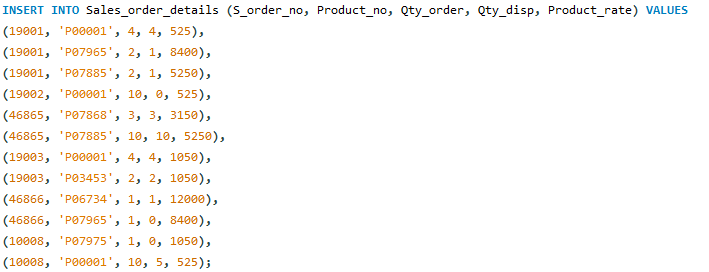 INSERT INTO Sales_order_details (S_order_no, Product_no, Qty_order, Qty_disp, Product_rate) VALUES
(19001, 'P00001', 4, 4, 525),
(19001, 'P07965', 2, 1, 8400),
(19001, 'P07885', 2, 1, 5250),
(19002, 'P00001', 10, 0, 525),
(46865, 'P07868', 3, 3, 3150),
(46865, 'P07885', 10, 10, 5250),
(19003, 'P00001', 4, 4, 1050),
(19003, 'P03453', 2, 2, 1050),
(46866, 'P06734', 1, 1, 12000),
(46866, 'P07965', 1, 0, 8400),
(10008, 'P07975', 1, 0, 1050),
(10008, 'P00001', 10, 5, 525);